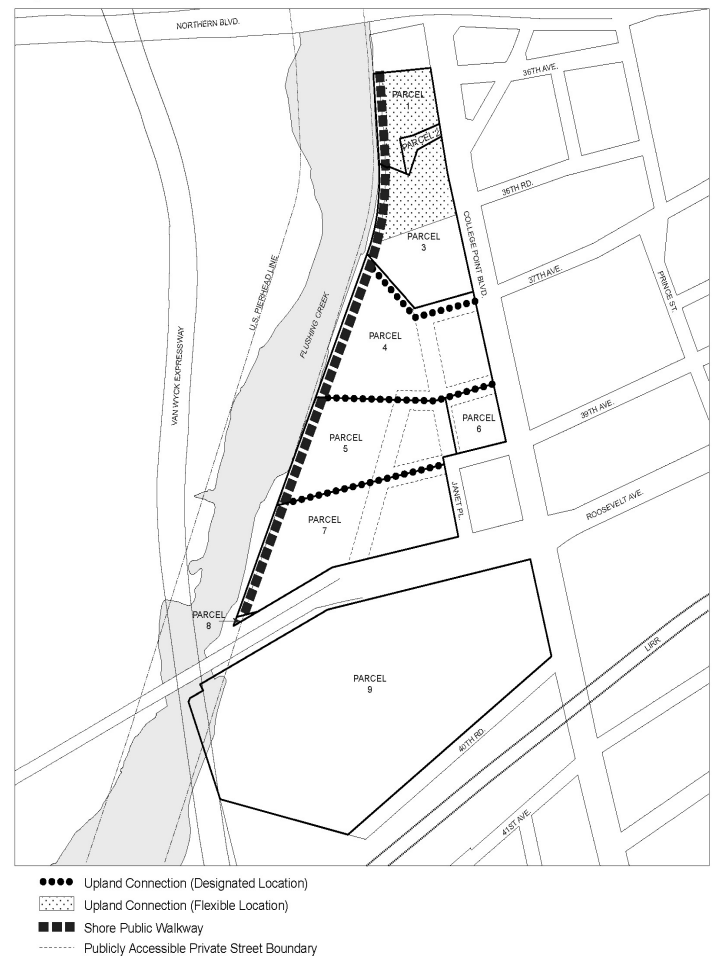 NORTHERN BLVD.
36TH AVE.
PARCEL
1
PARCEL 2
36TH RD.
COLLEGE POINT BLVD.
PARCEL
3
37TH AVE.
PRINCE ST.
U.S. PIERHEAD LINE
FLUSHING CREEK
VAN WYCK EXPRESSWAY
PARCEL
4
39TH AVE.
PARCEL
6
PARCEL
5
JANET PL.
ROOSEVELT AVE.
PARCEL
7
PARCEL
8
LIRR
PARCEL
9
40TH RD.
41ST AVE.
Upland Connection (Designated Location)
Upland Connection (Flexible Location)
Shore Public Walkway
Publicly Accessible Private Street Boundary